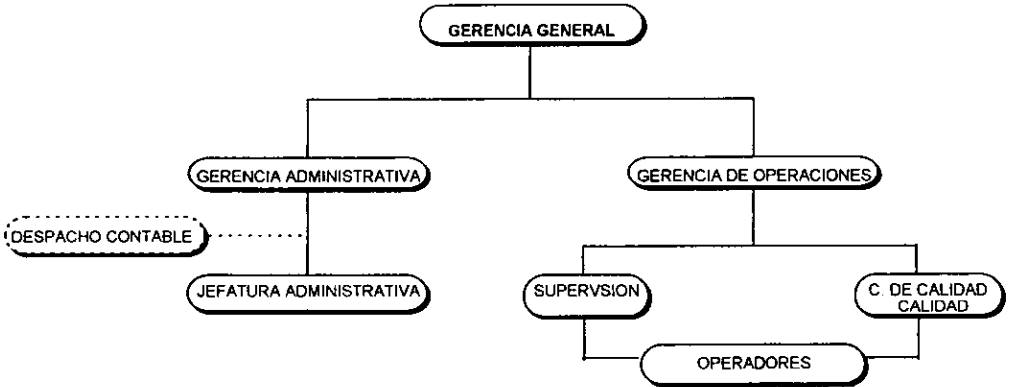 GERENCIA GENERAL
GERENCIA ADMINISTRATIVA
GERENCIA DE OPERACIONES
DESPACHO CONTABLE
JEFATURA ADMINISTRATIVA
SUPERVSION
C. DE CALIDAD
CALIDAD
OPERADORES